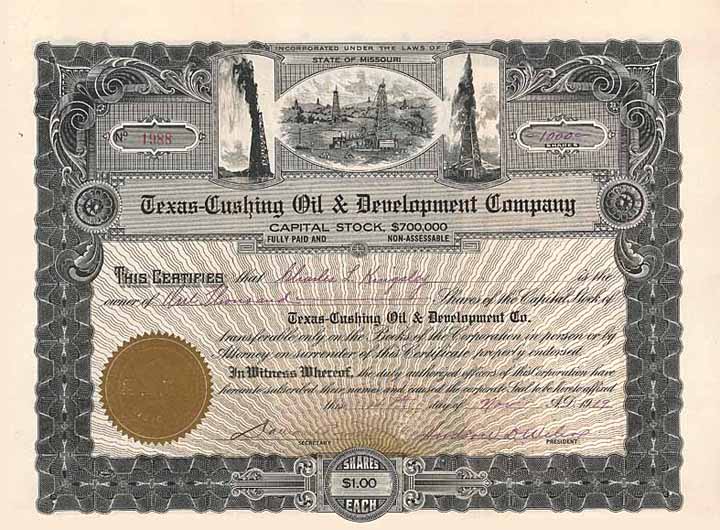 INCORPORATED UNDER THE LAWS OF
STATE OF MISSOURI
No 1988
1000
SHARES
Texas-Cushing Oil & Development Company
CAPITAL STOCK, $700,000
FULLY PAID AND NON-ASSESSABLE
This Certifies that Charles L. Kingsley is the
owner of One Thousand Shares of the Capital Stock of
Texas-Cushing Oil & Development Co.
transferable only on the Books of the Corporation in person or by
Attorney on surrender of this Certificate properly endorsed.
In Witness Whereof, the duly authorized officers of this Corporation have
hereunto subscribed their names and caused the corporate Seal to be hereto affixed
this day of A.D. 1919
SECRETARY PRESIDENT
SHARES
$1.00
EACH